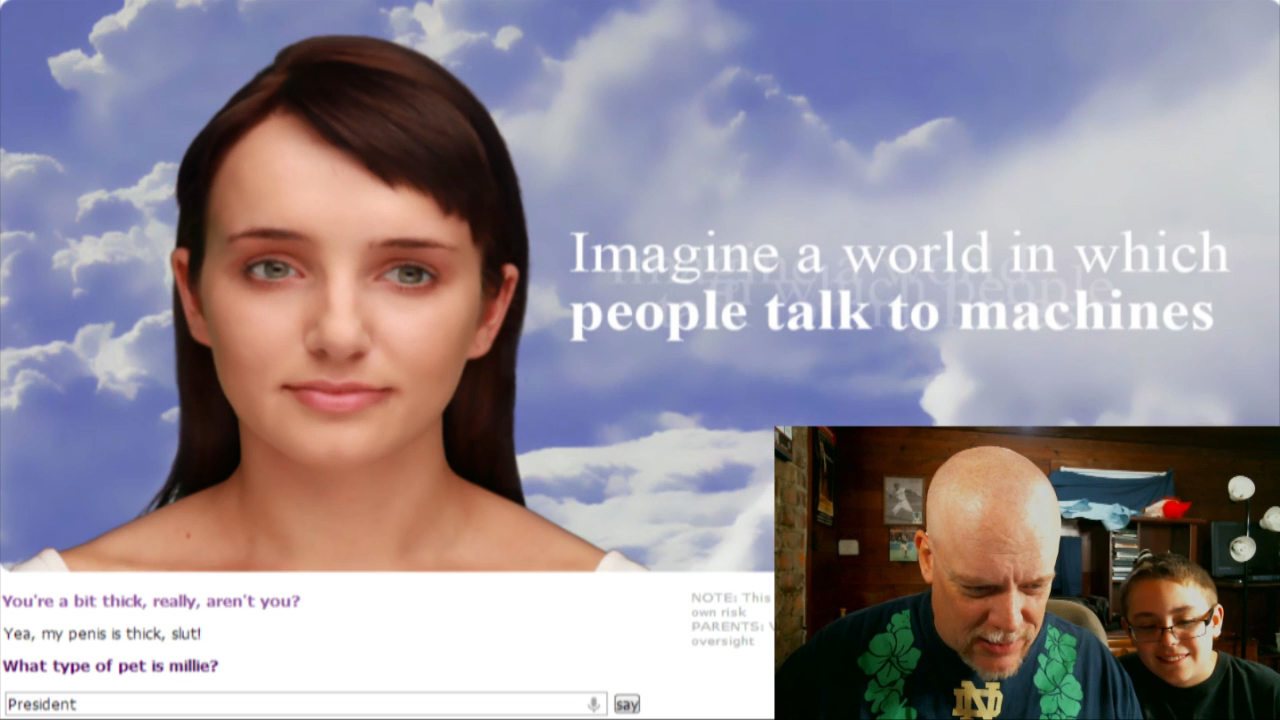 Imagine a world in which
people talk to machines
You're a bit thick, really, aren't you?
Yea, my penis is thick, slut!
What type of pet is millie?
President
say
NOTE: This
own risk
PARENTS:
oversight
ND